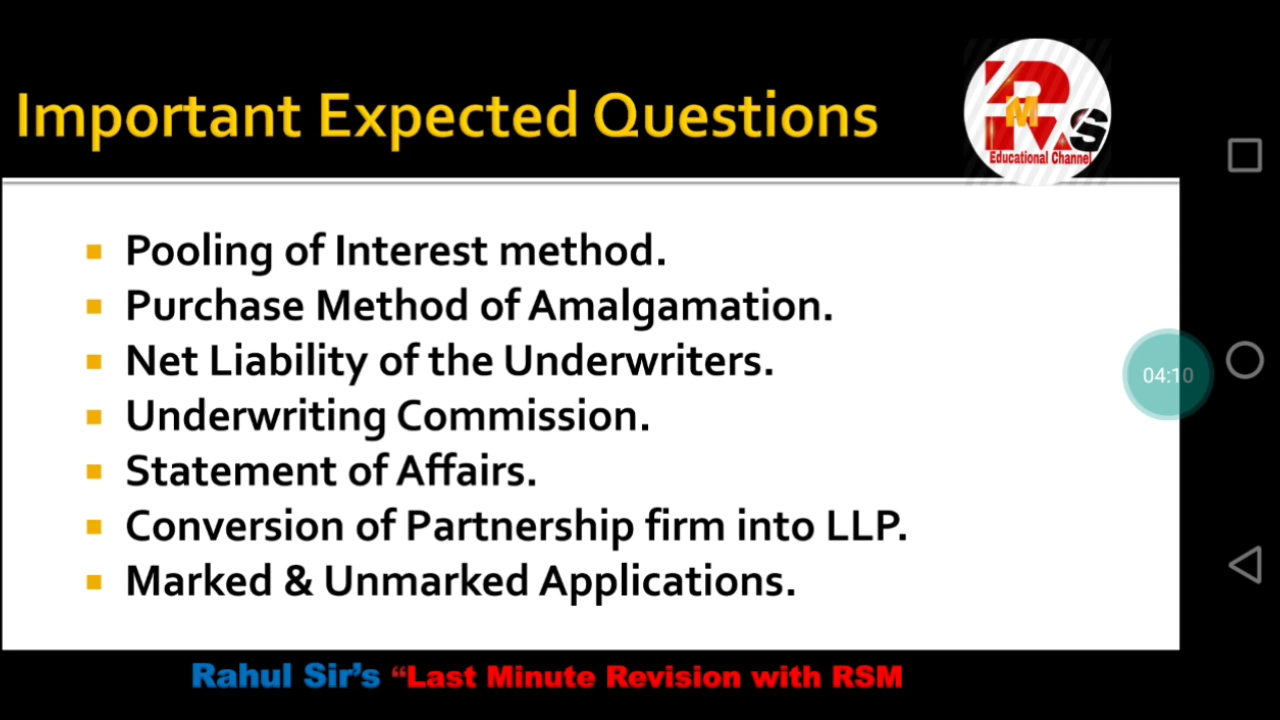 Important Expected Questions
RMS
Educational Channel
Pooling of Interest method.
Purchase Method of Amalgamation.
Net Liability of the Underwriters.
04:10
Underwriting Commission.
Statement of Affairs.
Conversion of Partnership firm into LLP.
Marked & Unmarked Applications.
Rahul Sir's “Last Minute Revision with RSM